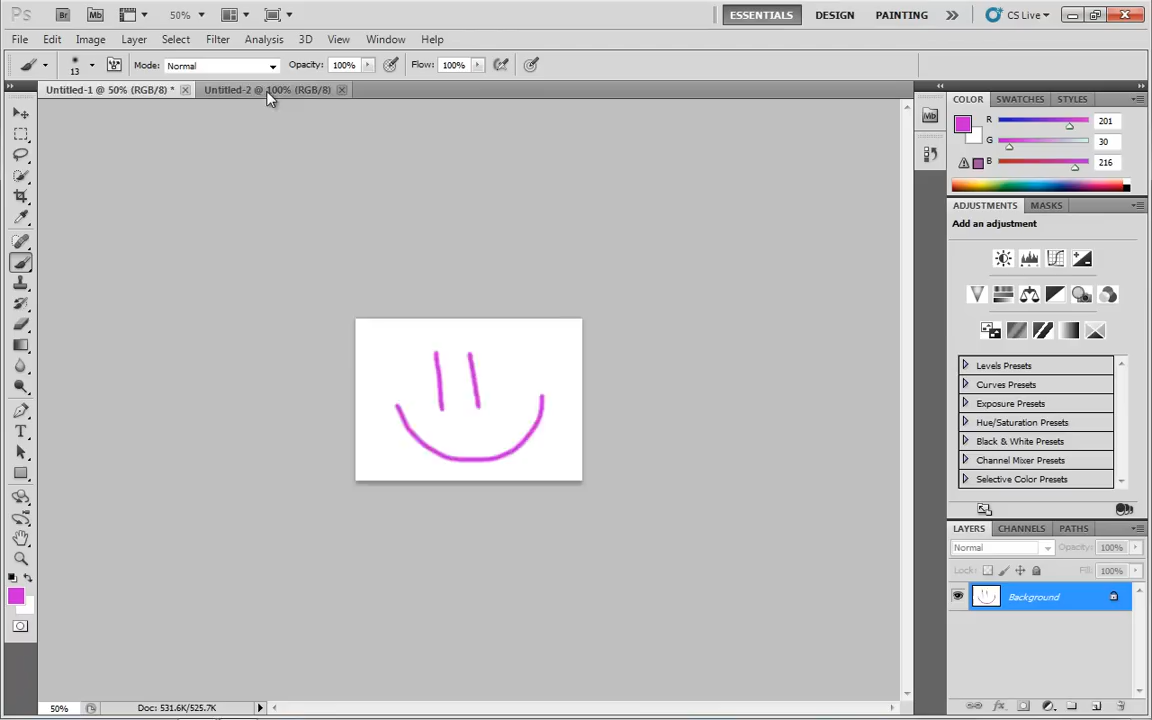 Ps Br Mb 50% ESSENTIALS DESIGN PAINTING CS Live
File Edit Image Layer Select Filter Analysis 3D View Window Help
13 Mode: Normal Opacity: 100% Flow: 100%
Untitled-1 @ 50% (RGB/8) * Untitled-2 @ 100% (RGB/8)
COLOR SWATCHES STYLES
R 201
G 30
B 216
ADJUSTMENTS MASKS
Add an adjustment
Levels Presets
Curves Presets
Exposure Presets
Hue/Saturation Presets
Black & White Presets
Channel Mixer Presets
Selective Color Presets
LAYERS CHANNELS PATHS
Normal Opacity: 100%
Lock: Fill: 100%
Background
50% Doc: 531.6K/525.7K